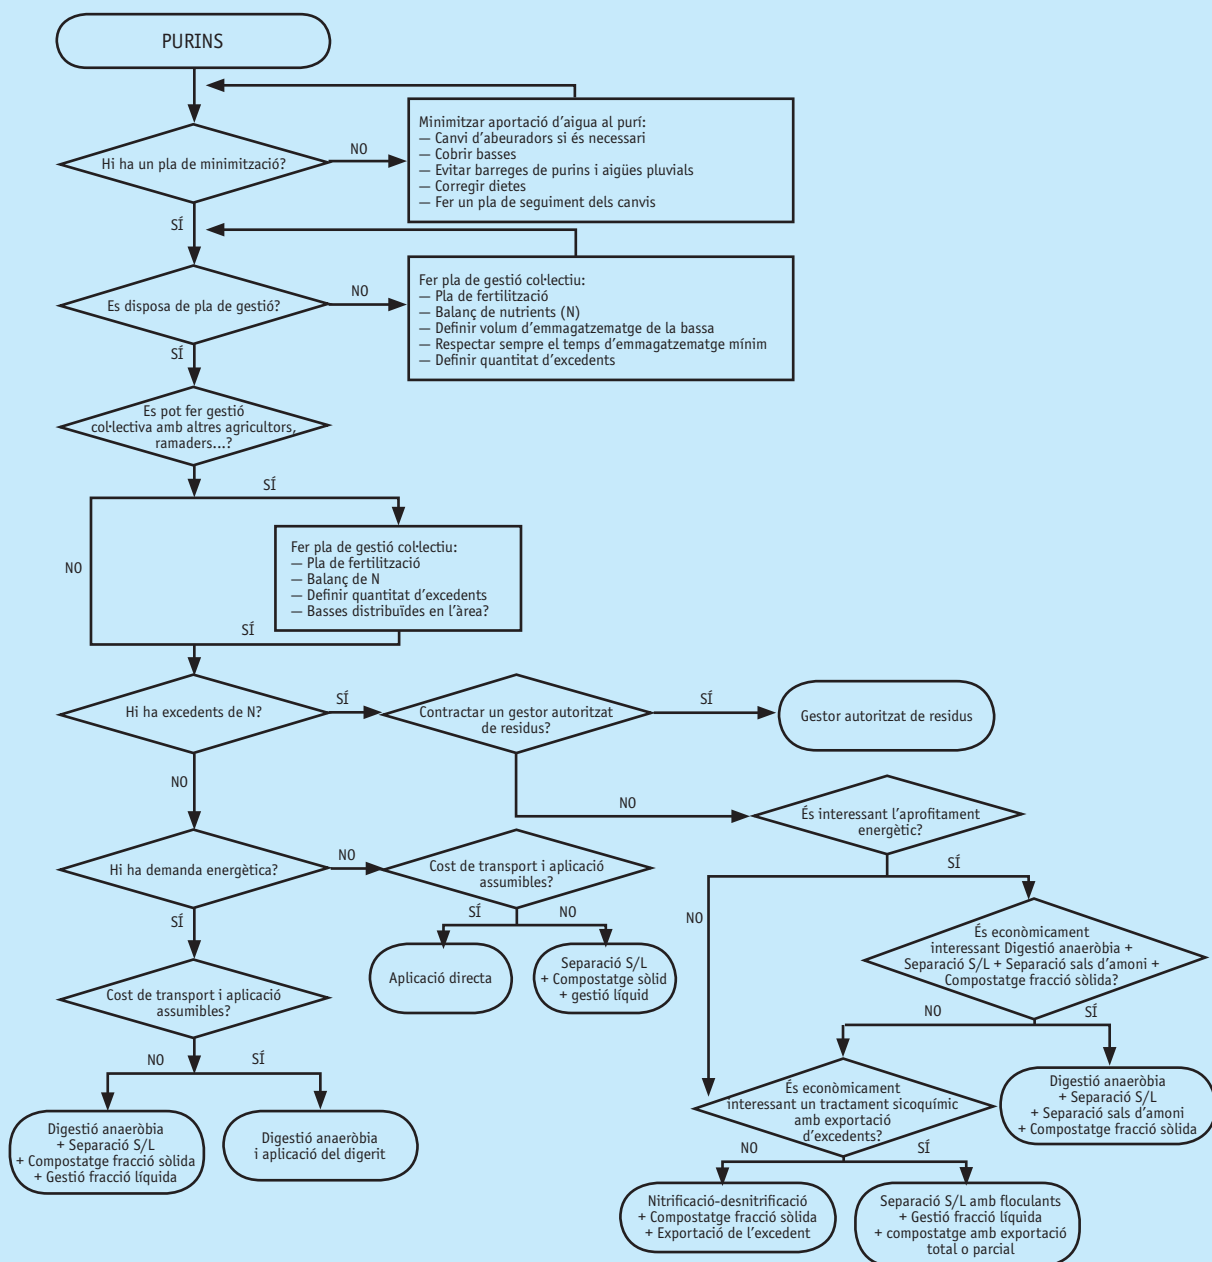 PURINS
Hi ha un pla de minimització?
NO
Minimitzar aportació d'aigua al purí:
— Canvi d'abeuradors si és necessari
— Cobrir basses
— Evitar barreges de purins i aigües pluvials
— Corregir dietes
— Fer un pla de seguiment dels canvis
SÍ
Es disposa de pla de gestió?
NO
Fer pla de gestió col·lectiu:
— Pla de fertilització
— Balanç de nutrients (N)
— Definir volum d'emmagatzematge de la bassa
— Respectar sempre el temps d'emmagatzematge mínim
— Definir quantitat d'excedents
SÍ
Es pot fer gestió
col·lectiva amb altres agricultors,
ramaders...?
SÍ
NO
Fer pla de gestió col·lectiu:
— Pla de fertilització
— Balanç de N
— Definir quantitat d'excedents
— Basses distribuïdes en l'àrea?
SÍ
Hi ha excedents de N?
SÍ
Contractar un gestor autoritzat
de residus?
SÍ
Gestor autoritzat de residus
NO
NO
És interessant l'aprofitament
energètic?
Hi ha demanda energètica?
NO
Cost de transport i aplicació
assumibles?
SÍ
NO
SÍ
SÍ
NO
Aplicació directa
Separació S/L
+ Compostatge sòlid
+ gestió líquid
És econòmicament
interessant Digestió anaeròbia +
Separació S/L + Separació sals d'amoni +
Compostatge fracció sòlida?
Cost de transport i aplicació
assumibles?
NO
SÍ
NO
SÍ
Digestió anaeròbia
+ Separació S/L
+ Compostatge fracció sòlida
+ Gestió fracció líquida
Digestió anaeròbia
i aplicació del digerit
És econòmicament
interessant un tractament sicoquímic
amb exportació
d'excedents?
Digestió anaeròbia
+ Separació S/L
+ Separació sals d'amoni
+ Compostatge fracció sòlida
NO
SÍ
Nitrificació-desnitrificació
+ Compostatge fracció sòlida
+ Exportació de l'excedent
Separació S/L amb floculants
+ Gestió fracció líquida
+ compostatge amb exportació
total o parcial